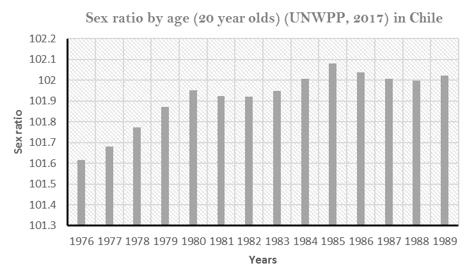 Sex ratio by age (20 year olds) (UNWPP, 2017) in Chile
102.2
102.1
102
101.9
101.8
101.7
101.6
101.5
101.4
101.3
Sex ratio
1976 1977 1978 1979 1980 1981 1982 1983 1984 1985 1986 1987 1988 1989
Years